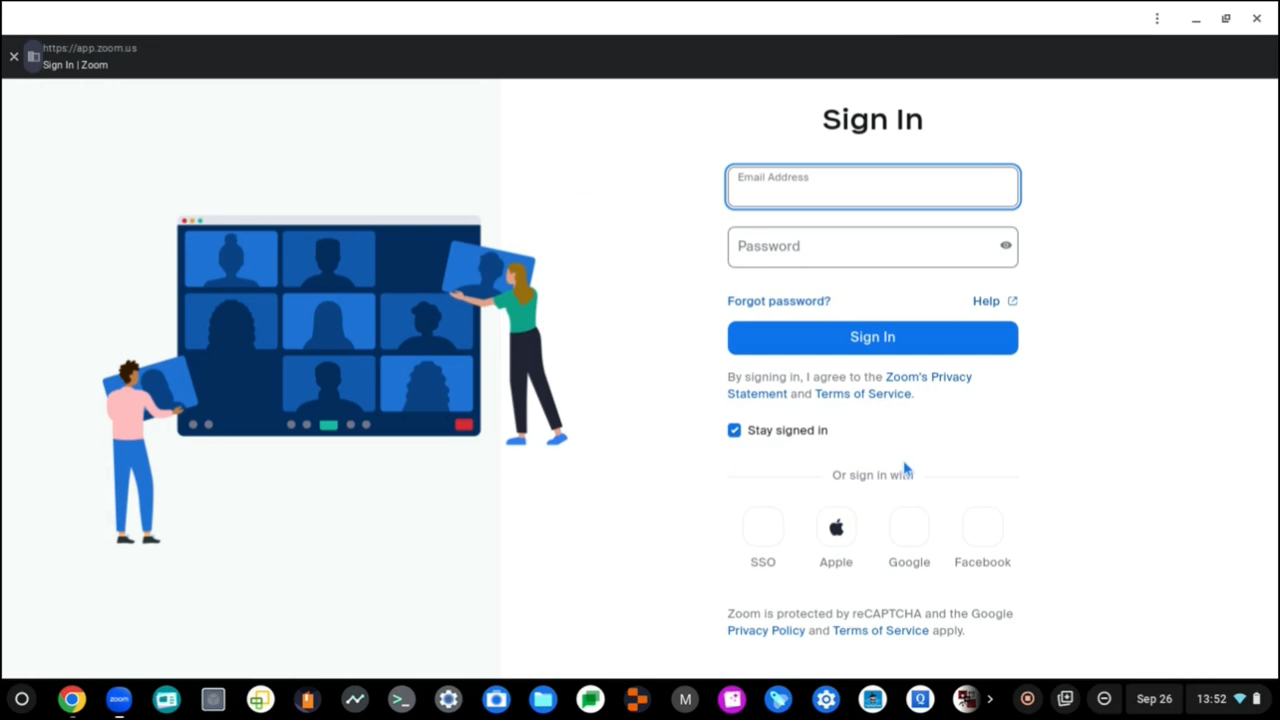 https://app.zoom.us
Sign In | Zoom
Sign In
Email Address
Password
Forgot password?
Help
Sign In
By signing in, I agree to the Zoom's Privacy
Statement and Terms of Service.
Stay signed in
Or sign in with
SSO
Apple
Google
Facebook
Zoom is protected by reCAPTCHA and the Google
Privacy Policy and Terms of Service apply.
zoom
M
Q
Sep 26
13:52